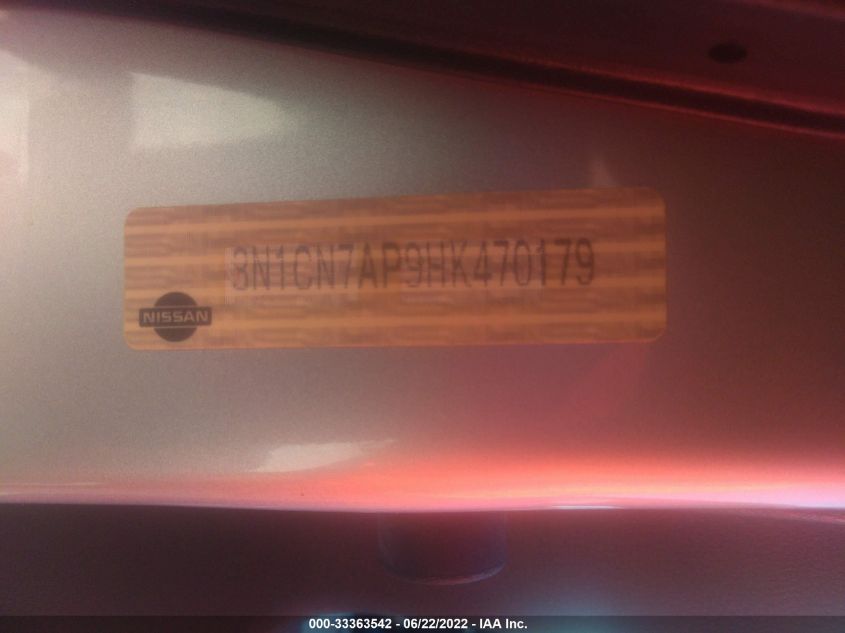 3N1CN7AP9HK470179
NISSAN
000-33363542 - 06/22/2022 - IAA Inc.